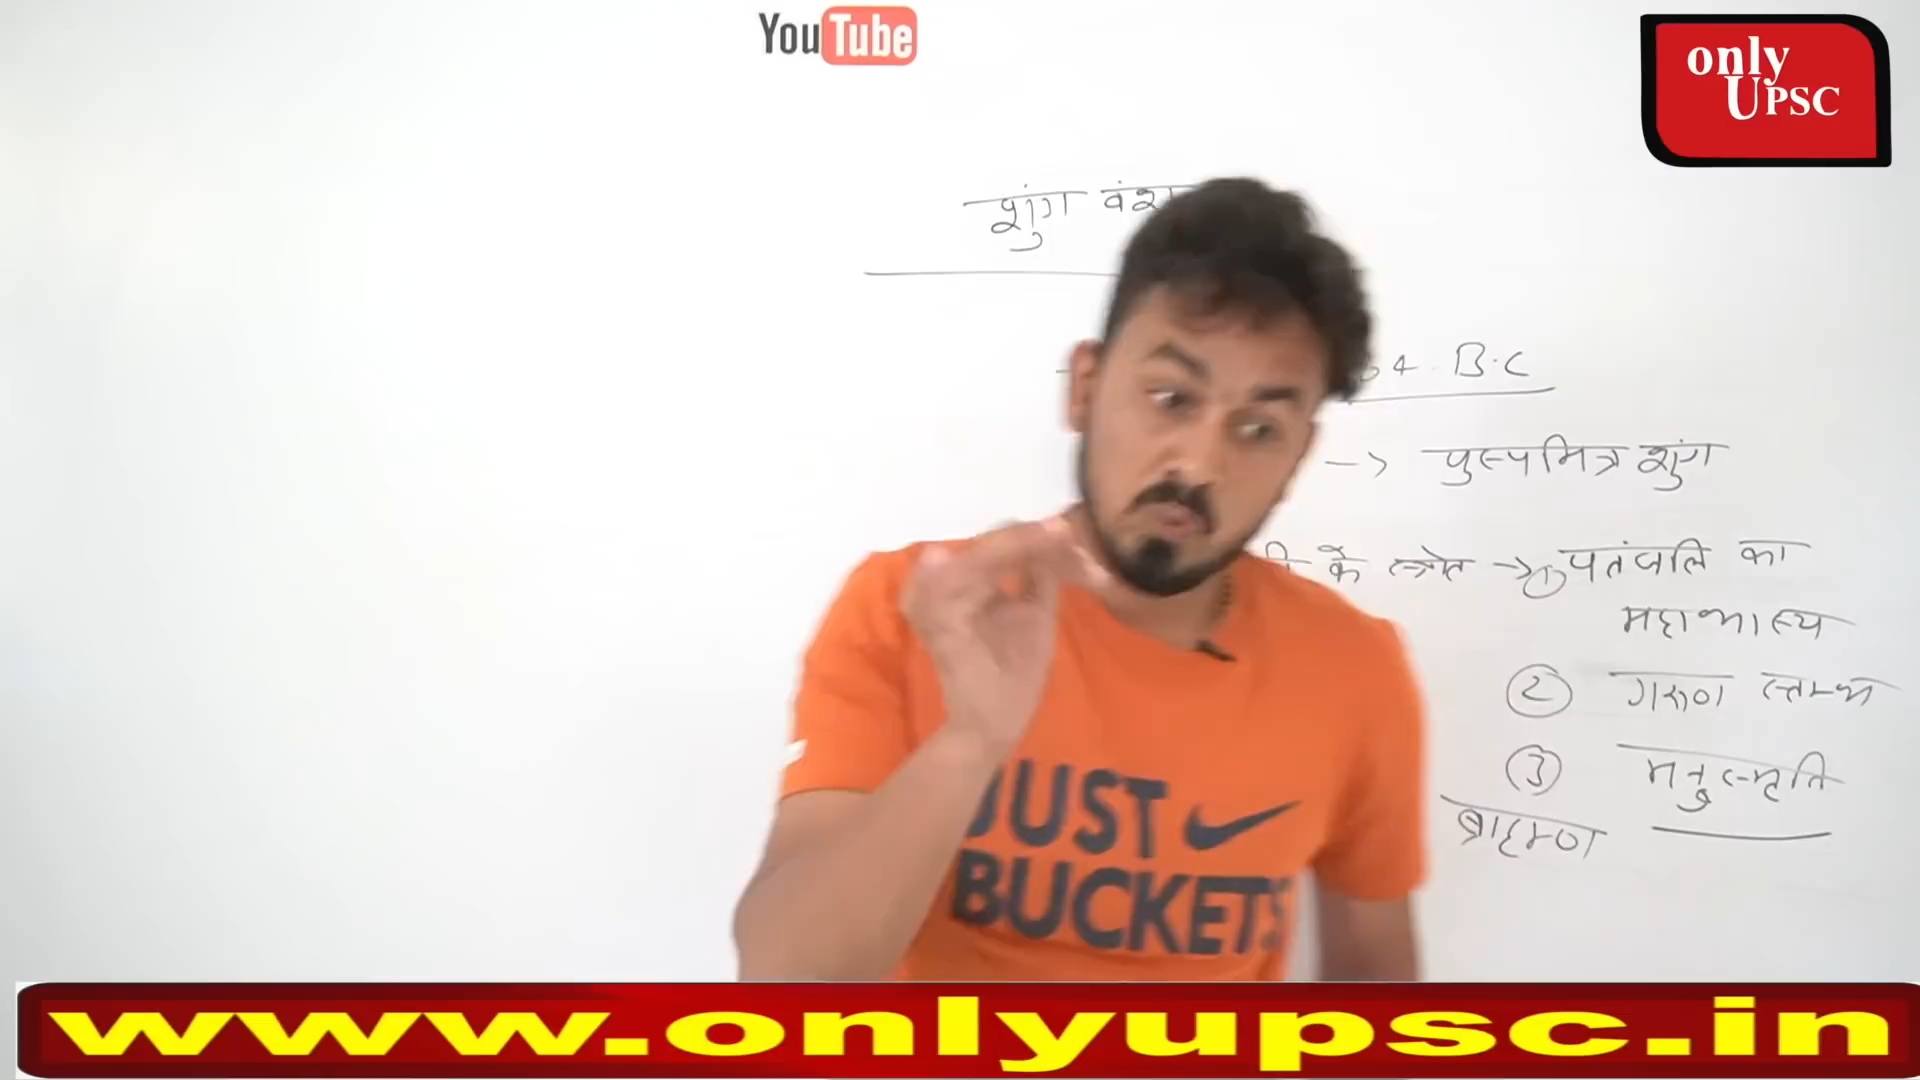 YouTube
only
UPSC
शुंग वंश
4 B.C
→ पुष्यमित्र शुंग
के स्त्रोत → ① पतंजलि का
महाभाष्य
② गरुण स्तम्भ
③ मनुस्मृति
ब्राह्मण
JUST
BUCKETS
www.onlyupsc.in